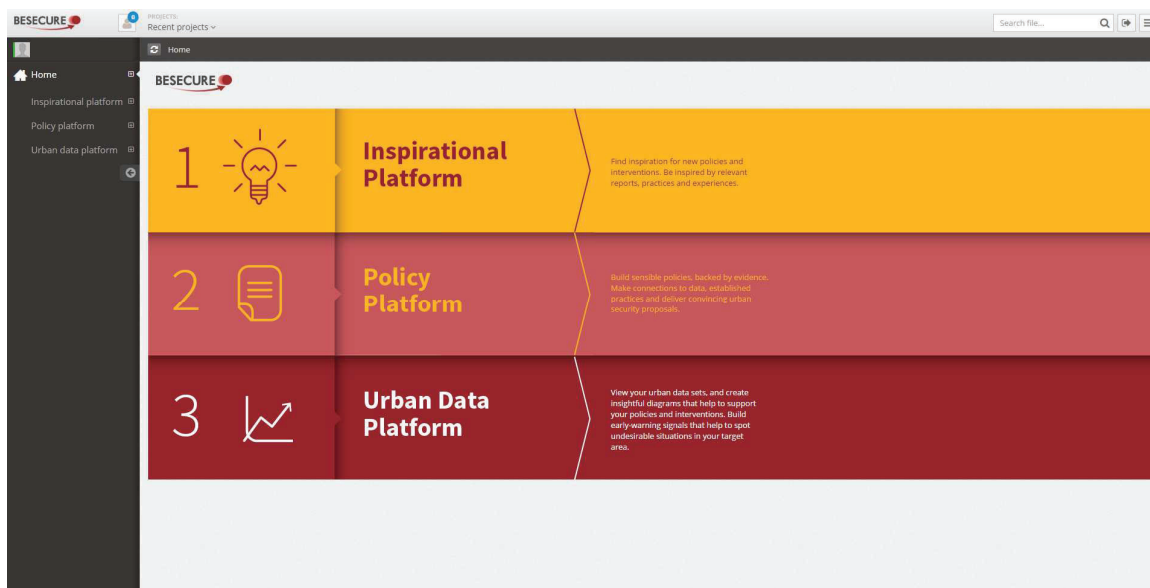 BESECURE
PROJECTS
Recent projects
Search file...
Home
Home
Inspirational platform
Policy platform
Urban data platform
BESECURE
1
Inspirational
Platform
Find inspiration for new policies and
interventions. Be inspired by relevant
reports, practices and experiences.
2
Policy
Platform
Build sensible policies, backed by evidence.
Make connections to data, established
practices and deliver convincing urban
security proposals.
3
Urban Data
Platform
View your urban data sets, and create
insightful diagrams that help to support
your policies and interventions. Build
early-warning signals that help to spot
undesirable situations in your target
area.